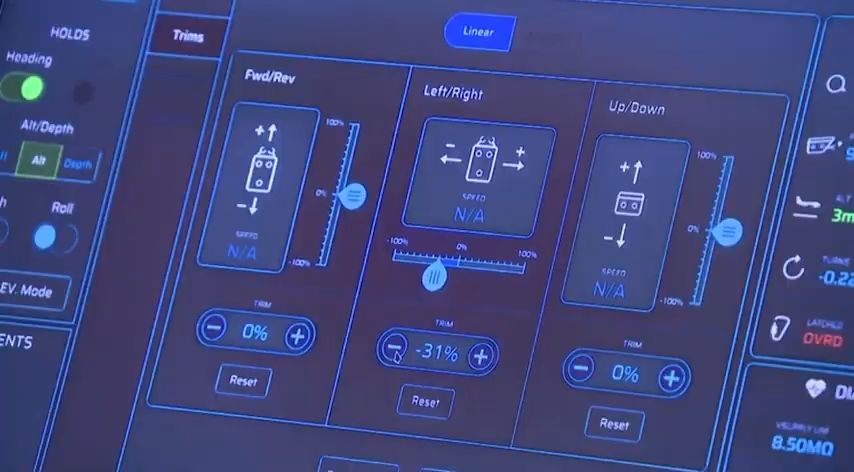 HOLDS
Heading
Alt/Depth
Alt
Depth
Roll
EV. Mode
ENTS
Trims
Linear
Fwd/Rev
+
-
SPEED
N/A
100%
0%
-100%
TRIM
- 0% +
Reset
Left/Right
- +
SPEED
N/A
-100% 0% 100%
TRIM
- -31% +
Reset
Up/Down
+
-
SPEED
N/A
100%
0%
-100%
TRIM
- 0% +
Reset
ALT
3m
TURNS
-0.22
LATCHED
OVRD
8.50MΩ